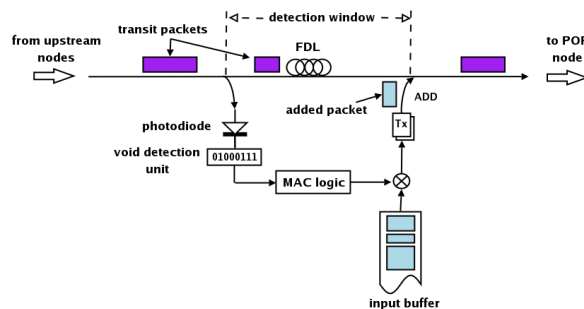 transit packets
detection window
from upstream
nodes
FDL
to POP
node
added packet
ADD
photodiode
Tx
void detection
unit
01000111
MAC logic
input buffer